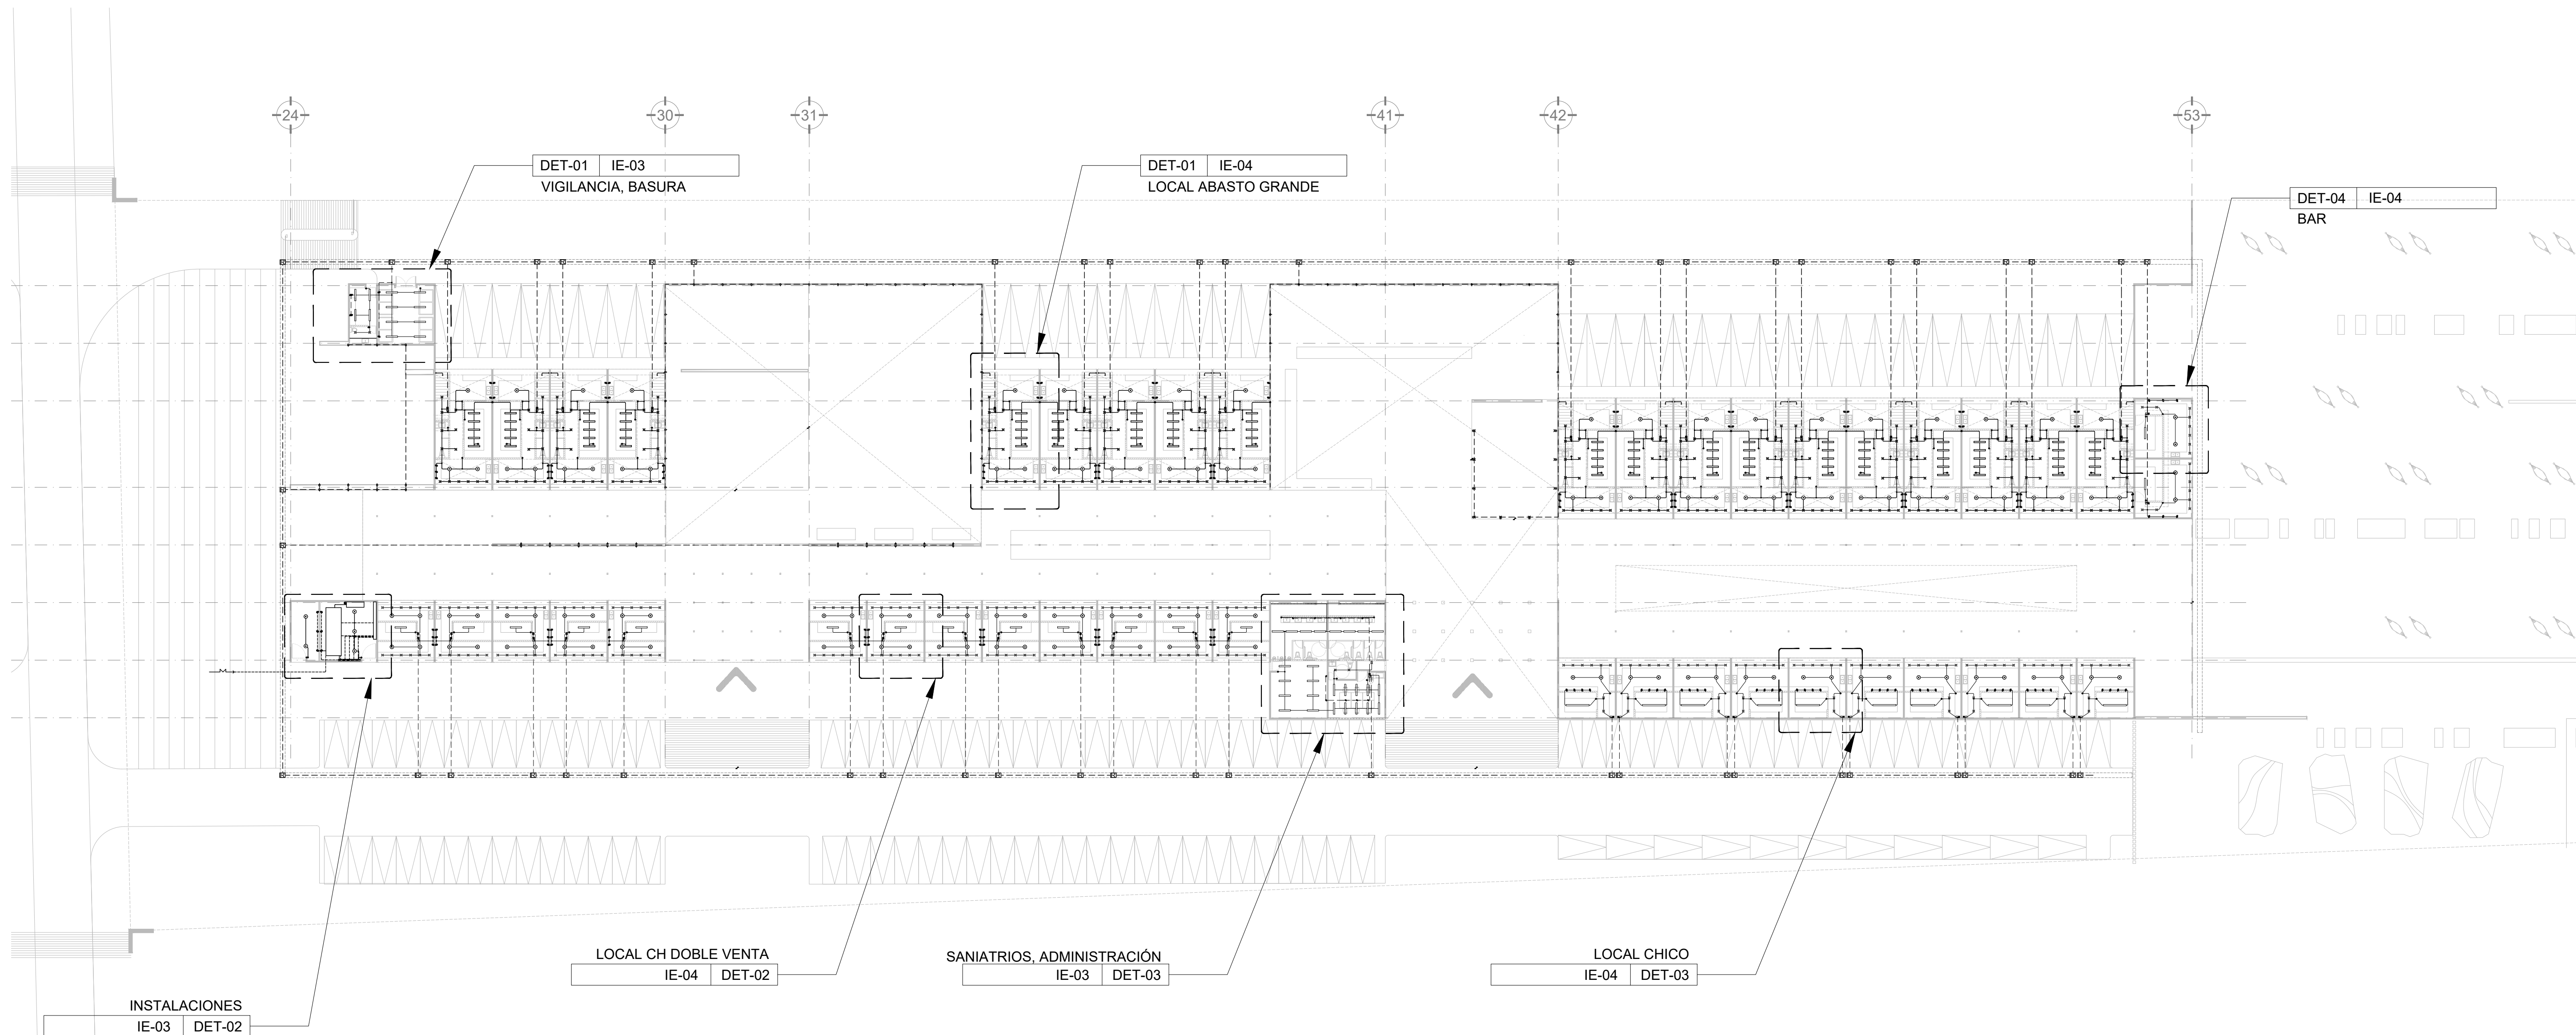 24
30
31
41
42
53
DET-01 IE-03
VIGILANCIA, BASURA
DET-01 IE-04
LOCAL ABASTO GRANDE
DET-04 IE-04
BAR
LOCAL CH DOBLE VENTA
IE-04 DET-02
SANIATRIOS, ADMINISTRACIÓN
IE-03 DET-03
LOCAL CHICO
IE-04 DET-03
INSTALACIONES
IE-03 DET-02